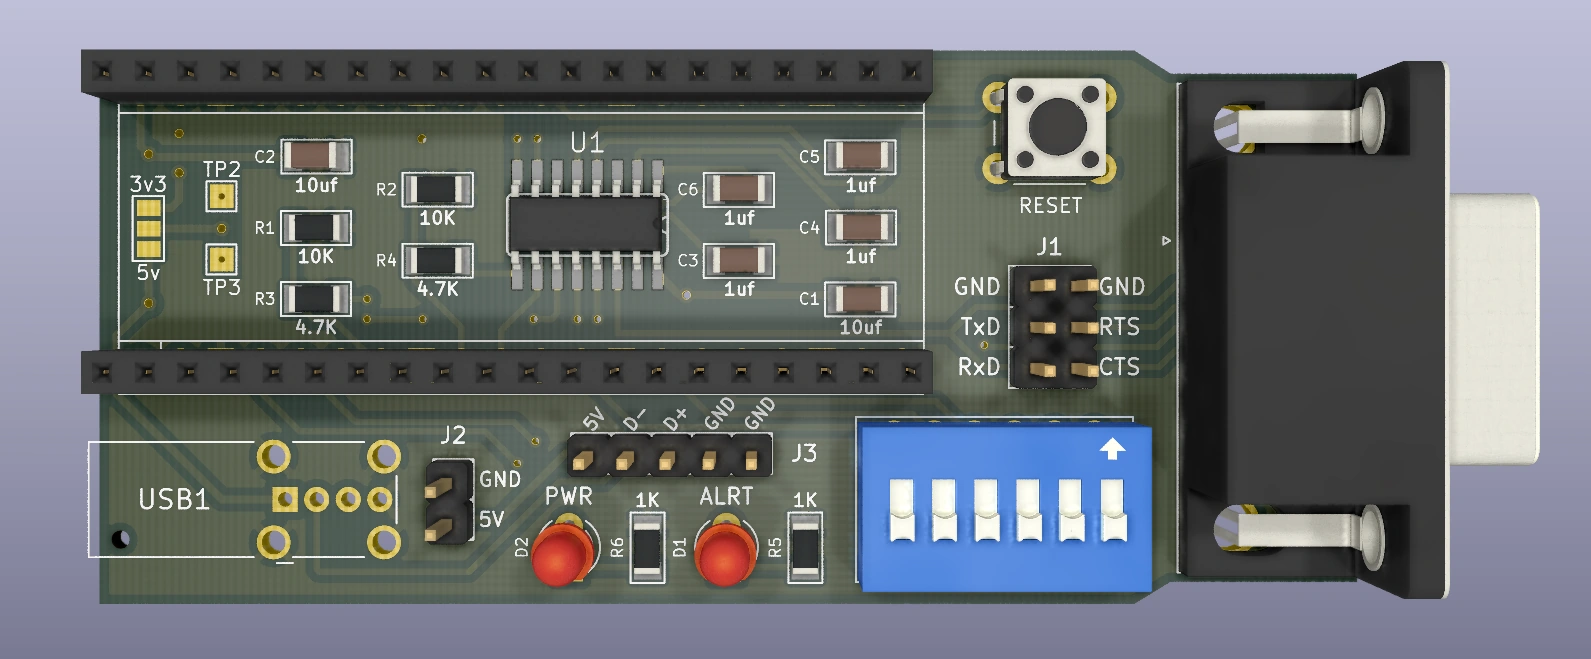 U1
C2
10uf
TP2
3v3
R2
10K
R1
10K
5v
TP3
R4
4.7K
R3
4.7K
C5
1uf
C6
1uf
C4
1uf
C3
1uf
C1
10uf
RESET
J1
GND GND
TxD RTS
RxD CTS
5V D- D+ GND GND
J3
J2
GND
5V
USB1
PWR
D2
1K
R6
ALRT
D1
1K
R5